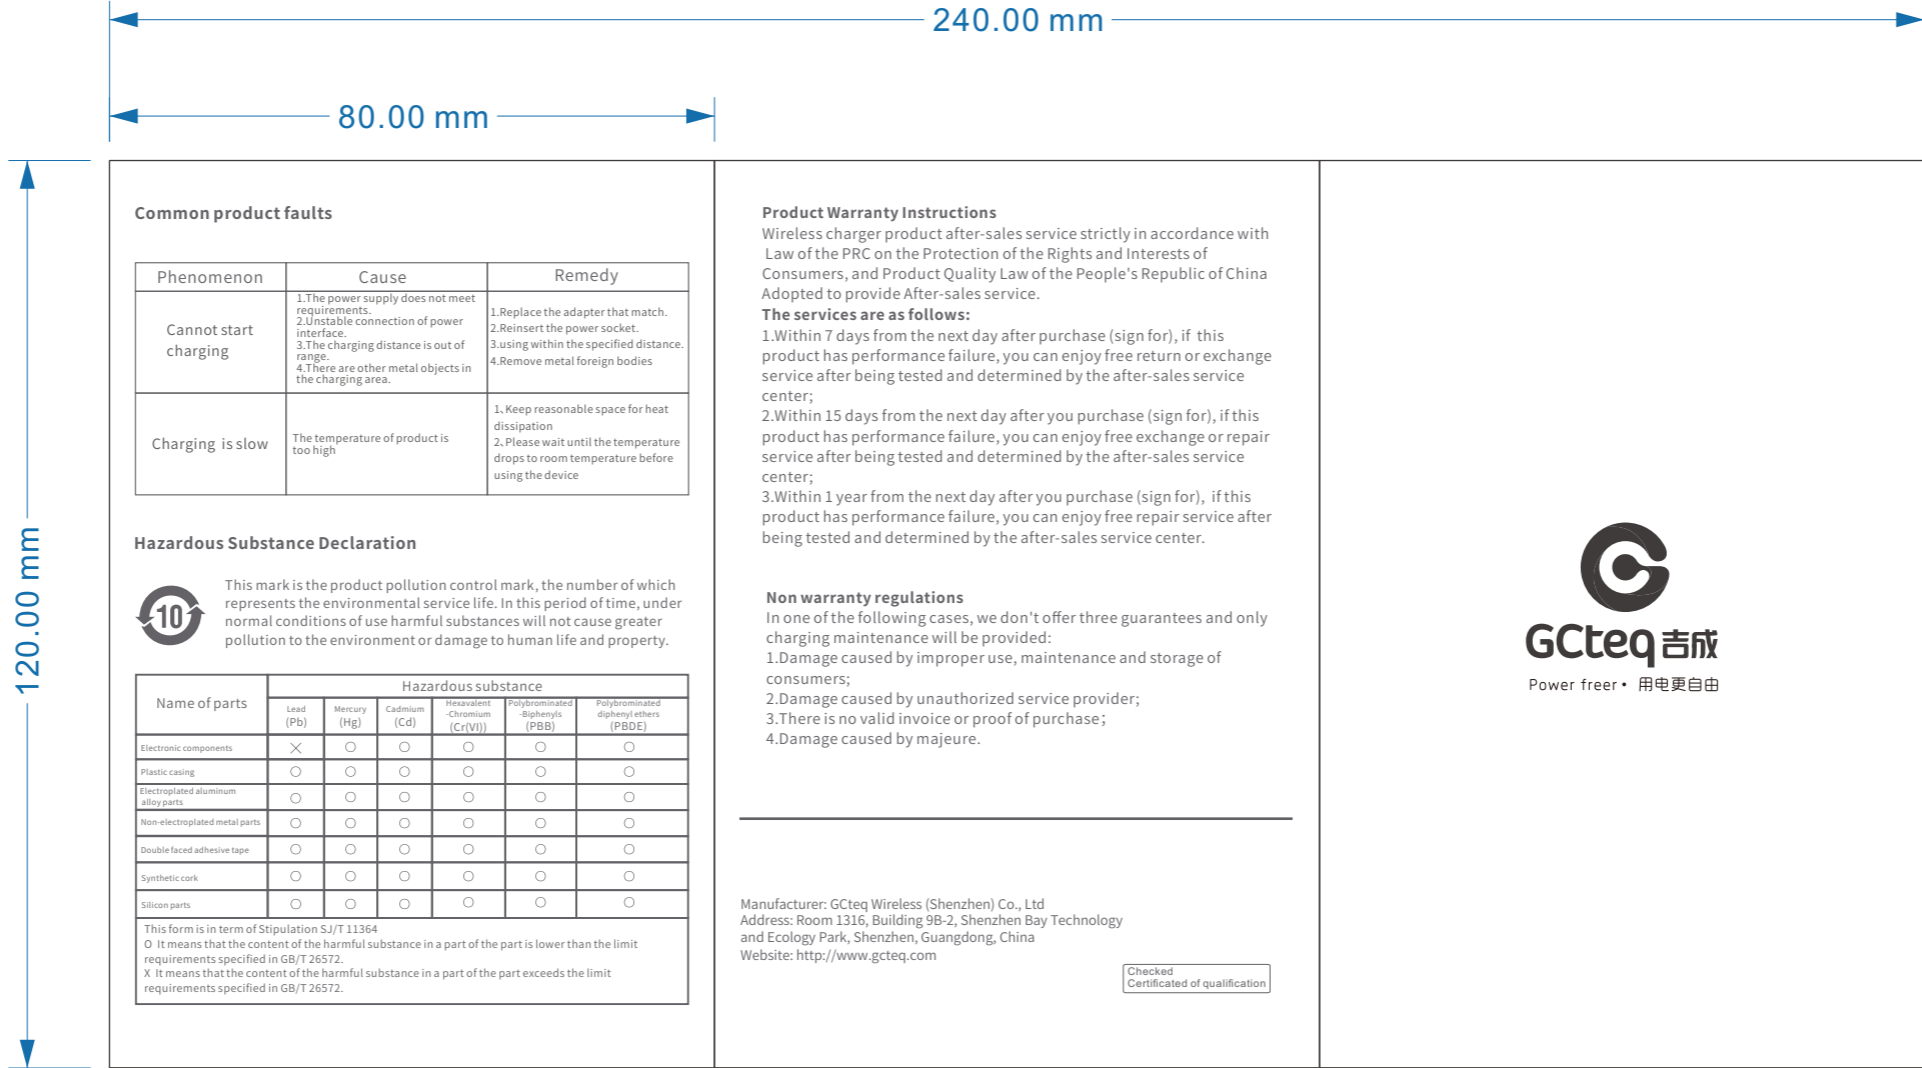 240.00 mm
80.00 mm
120.00 mm
Common product faults
Phenomenon Cause Remedy
Cannot start
charging
1.The power supply does not meet
requirements.
2.Unstable connection of power
interface.
3.The charging distance is out of
range.
4.There are other metal objects in
the charging area.
1.Replace the adapter that match.
2.Reinsert the power socket.
3.using within the specified distance.
4.Remove metal foreign bodies
Charging is slow
The temperature of product is
too high
1、Keep reasonable space for heat
dissipation
2、Please wait until the temperature
drops to room temperature before
using the device
Hazardous Substance Declaration
10
This mark is the product pollution control mark, the number of which
represents the environmental service life. In this period of time, under
normal conditions of use harmful substances will not cause greater
pollution to the environment or damage to human life and property.
Name of parts
Hazardous substance
Lead
(Pb)
Mercury
(Hg)
Cadmium
(Cd)
Hexavalent
-Chromium
(Cr(VI))
Polybrominated
-Biphenyls
(PBB)
Polybrominated
diphenyl ethers
(PBDE)
Electronic components X O O O O O
Plastic casing O O O O O O
Electroplated aluminum
alloy parts O O O O O O
Non-electroplated metal parts O O O O O O
Double faced adhesive tape O O O O O O
Synthetic cork O O O O O O
Silicon parts O O O O O O
This form is in term of Stipulation SJ/T 11364
O It means that the content of the harmful substance in a part of the part is lower than the limit
requirements specified in GB/T 26572.
X It means that the content of the harmful substance in a part of the part exceeds the limit
requirements specified in GB/T 26572.
Product Warranty Instructions
Wireless charger product after-sales service strictly in accordance with
Law of the PRC on the Protection of the Rights and Interests of
Consumers, and Product Quality Law of the People's Republic of China
Adopted to provide After-sales service.
The services are as follows:
1.Within 7 days from the next day after purchase (sign for), if this
product has performance failure, you can enjoy free return or exchange
service after being tested and determined by the after-sales service
center;
2.Within 15 days from the next day after you purchase (sign for), if this
product has performance failure, you can enjoy free exchange or repair
service after being tested and determined by the after-sales service
center;
3.Within 1 year from the next day after you purchase (sign for), if this
product has performance failure, you can enjoy free repair service after
being tested and determined by the after-sales service center.
Non warranty regulations
In one of the following cases, we don't offer three guarantees and only
charging maintenance will be provided:
1.Damage caused by improper use, maintenance and storage of
consumers;
2.Damage caused by unauthorized service provider;
3.There is no valid invoice or proof of purchase；
4.Damage caused by majeure.
Manufacturer: GCteq Wireless (Shenzhen) Co., Ltd
Address: Room 1316, Building 9B-2, Shenzhen Bay Technology
and Ecology Park, Shenzhen, Guangdong, China
Website: http://www.gcteq.com
Checked
Certificated of qualification
GCteq 吉成
Power freer• 用电更自由